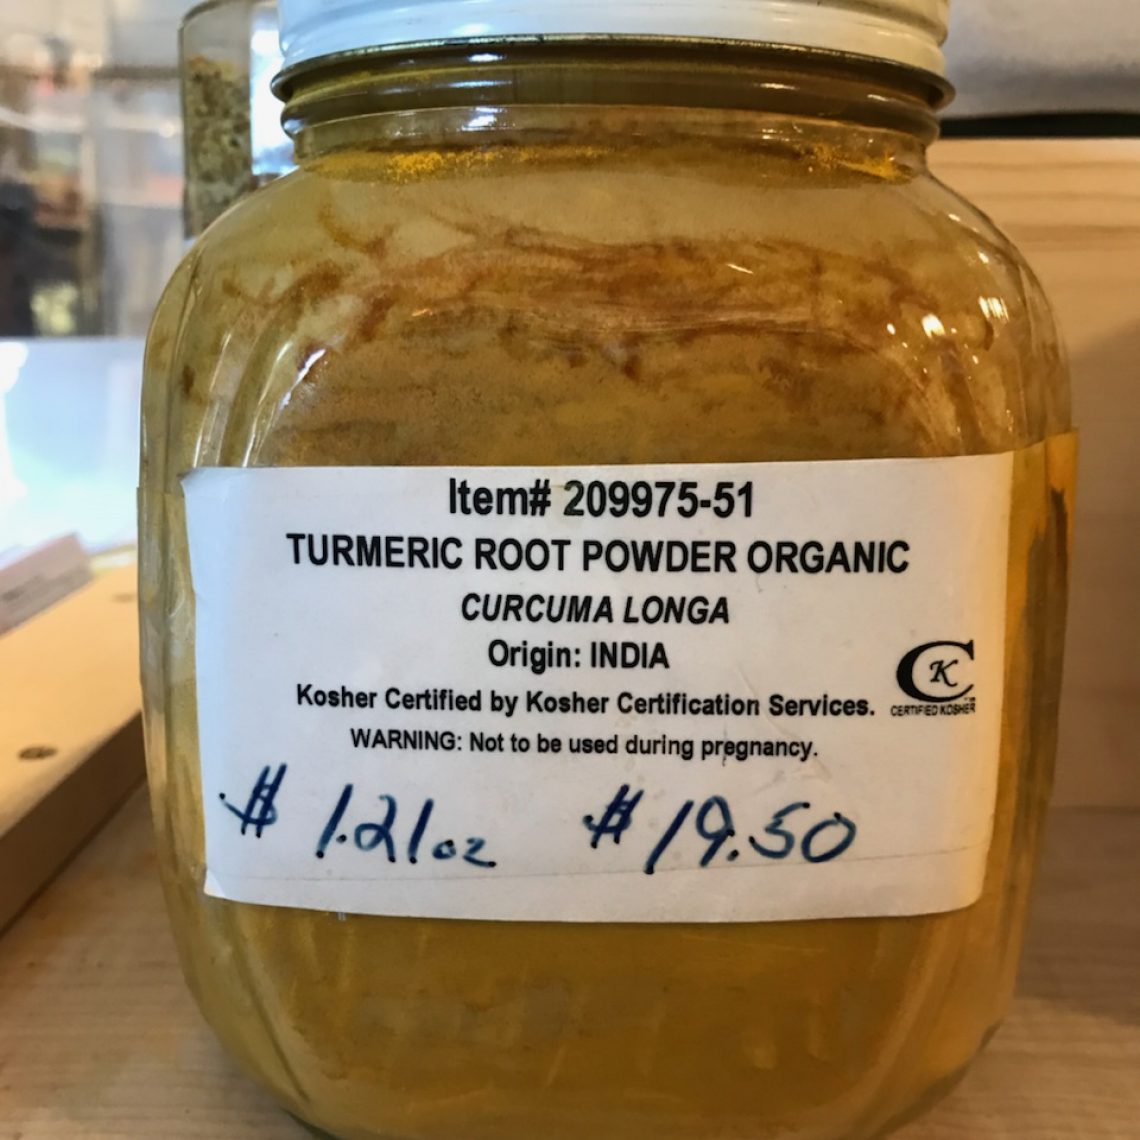 Item# 209975-51
TURMERIC ROOT POWDER ORGANIC
CURCUMA LONGA
Origin: INDIA
CK
CERTIFIED KOSHER
Kosher Certified by Kosher Certification Services.
WARNING: Not to be used during pregnancy.
$ 1.21oz $ 19.50